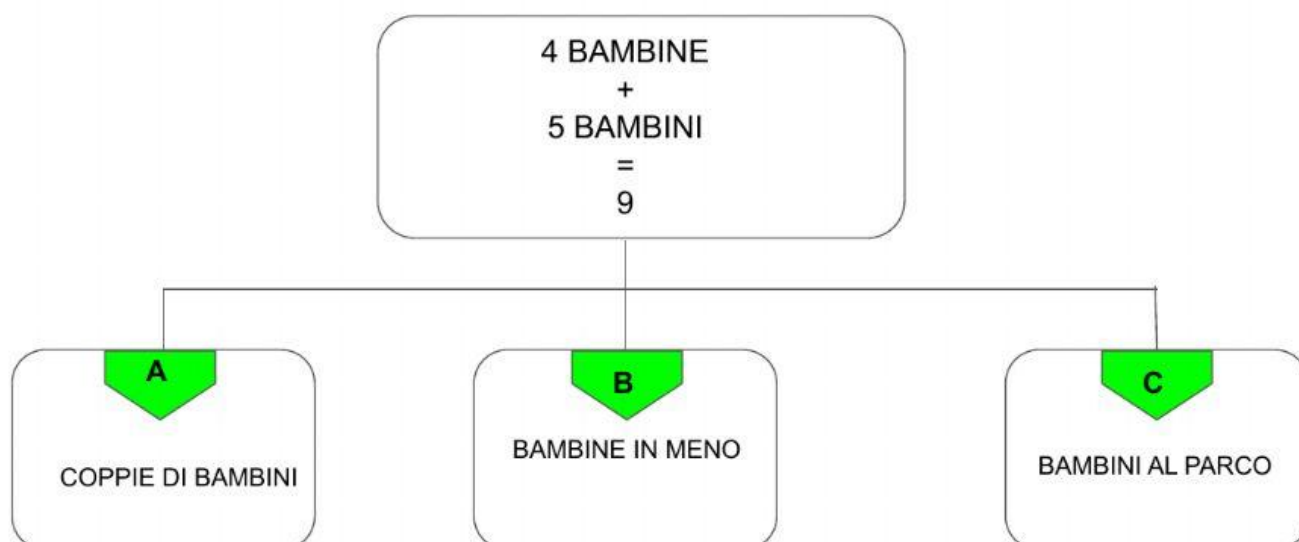 4 BAMBINE
+
5 BAMBINI
=
9
A
COPPIE DI BAMBINI
B
BAMBINE IN MENO
C
BAMBINI AL PARCO